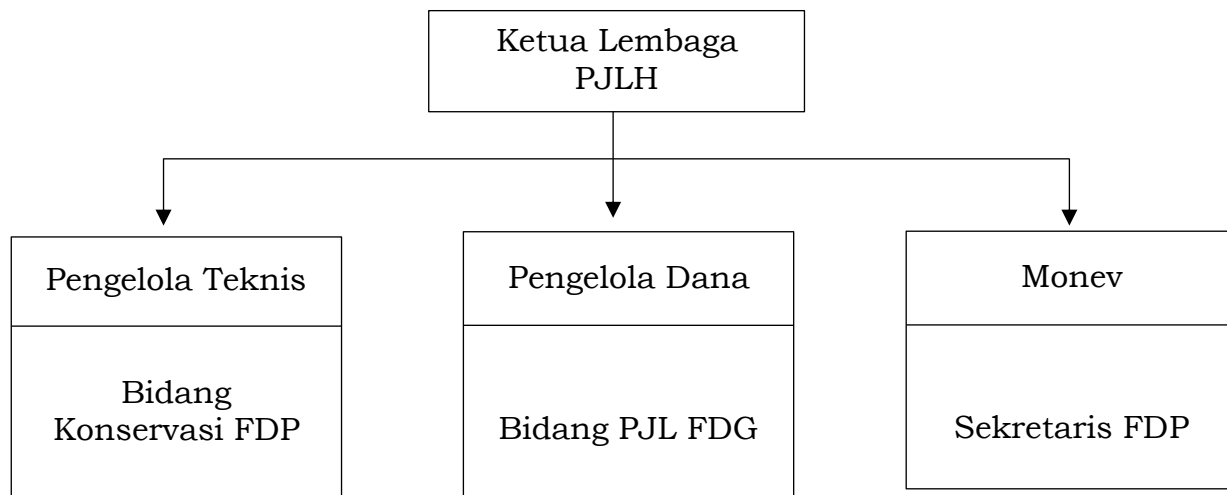 Ketua Lembaga
PJLH
Pengelola Teknis
Bidang
Konservasi FDP
Pengelola Dana
Bidang PJL FDG
Monev
Sekretaris FDP